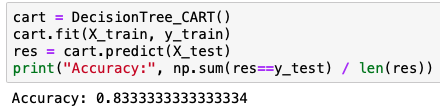 cart = DecisionTree_CART()
cart.fit(X_train, y_train)
res = cart.predict(X_test)
print("Accuracy:", np.sum(res==y_test) / len(res))
Accuracy: 0.8333333333333334